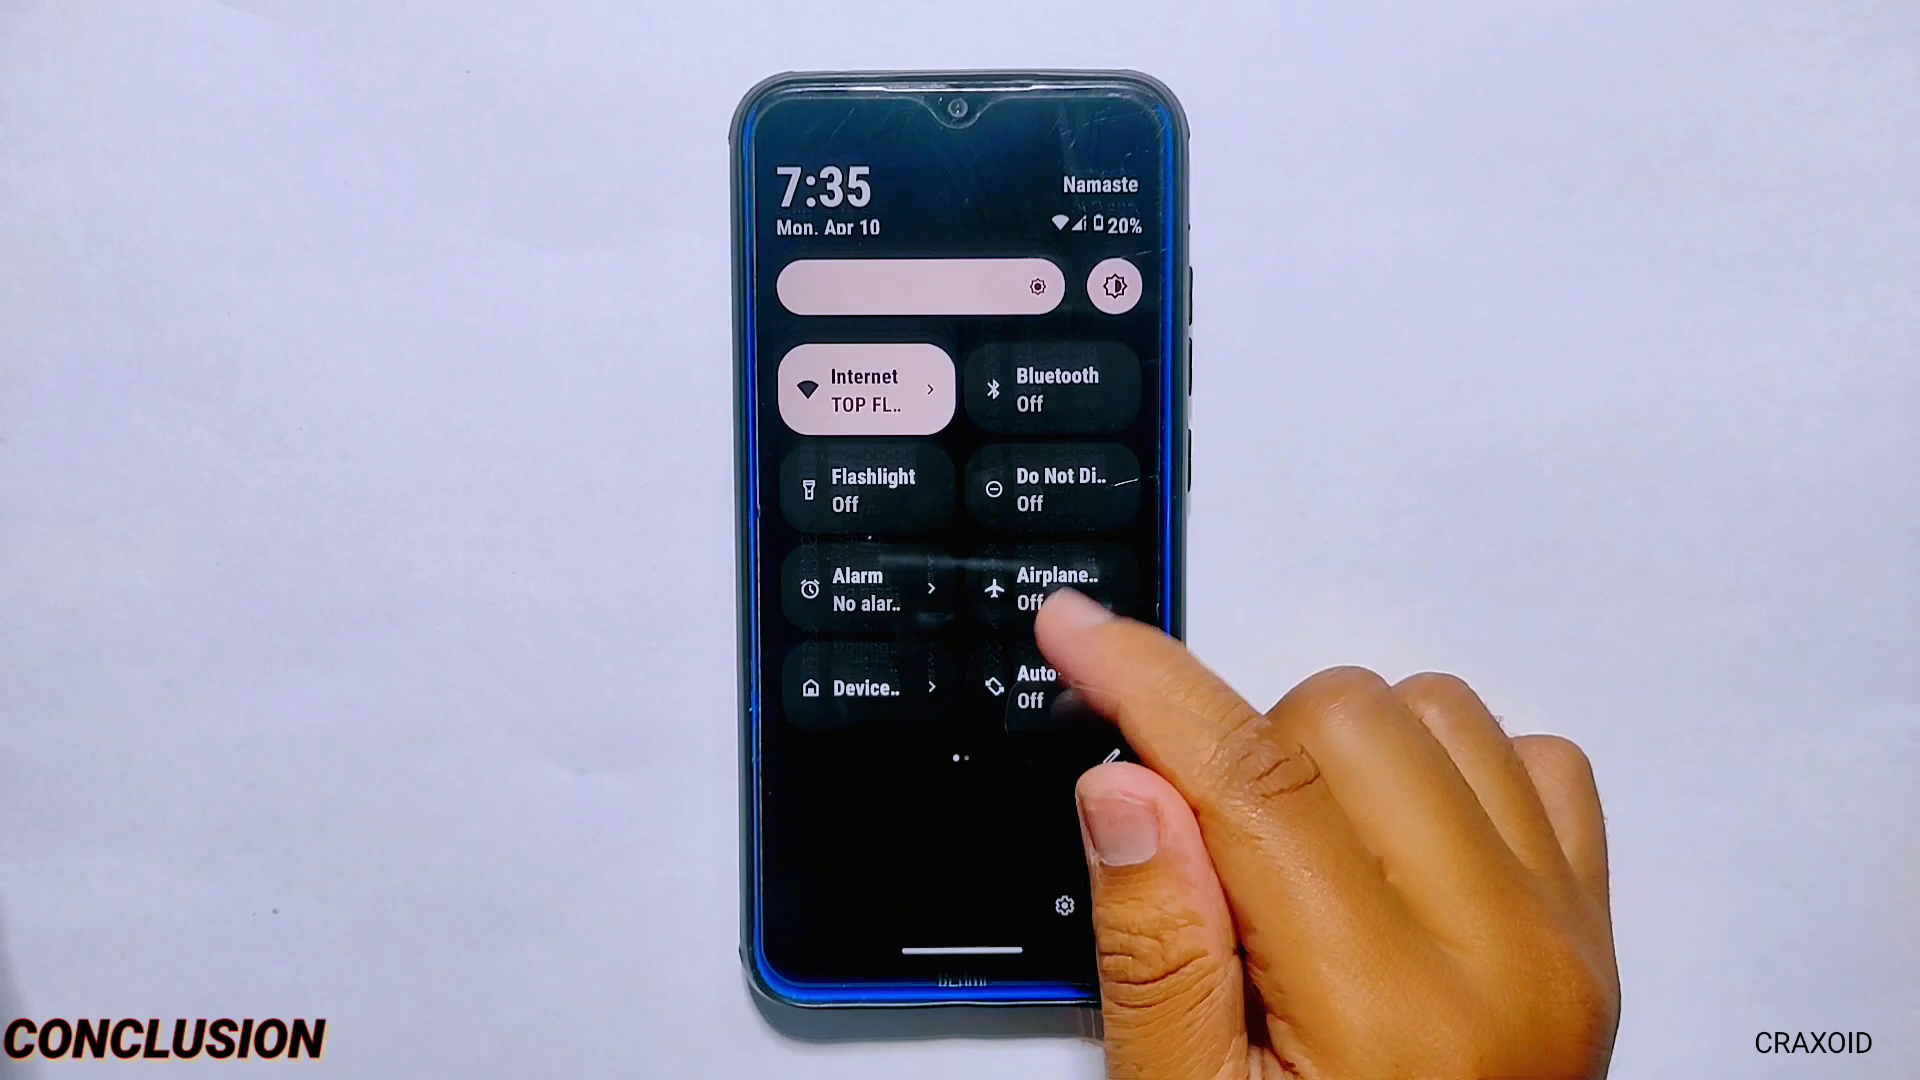 7:35
Namaste
Mon, Apr 10
20%
Internet
TOP FL..
Bluetooth
Off
Flashlight
Off
Do Not Di..
Off
Alarm
No alar..
Airplane..
Off
Device..
Auto
Off
Redmi
CONCLUSION
CRAXOID